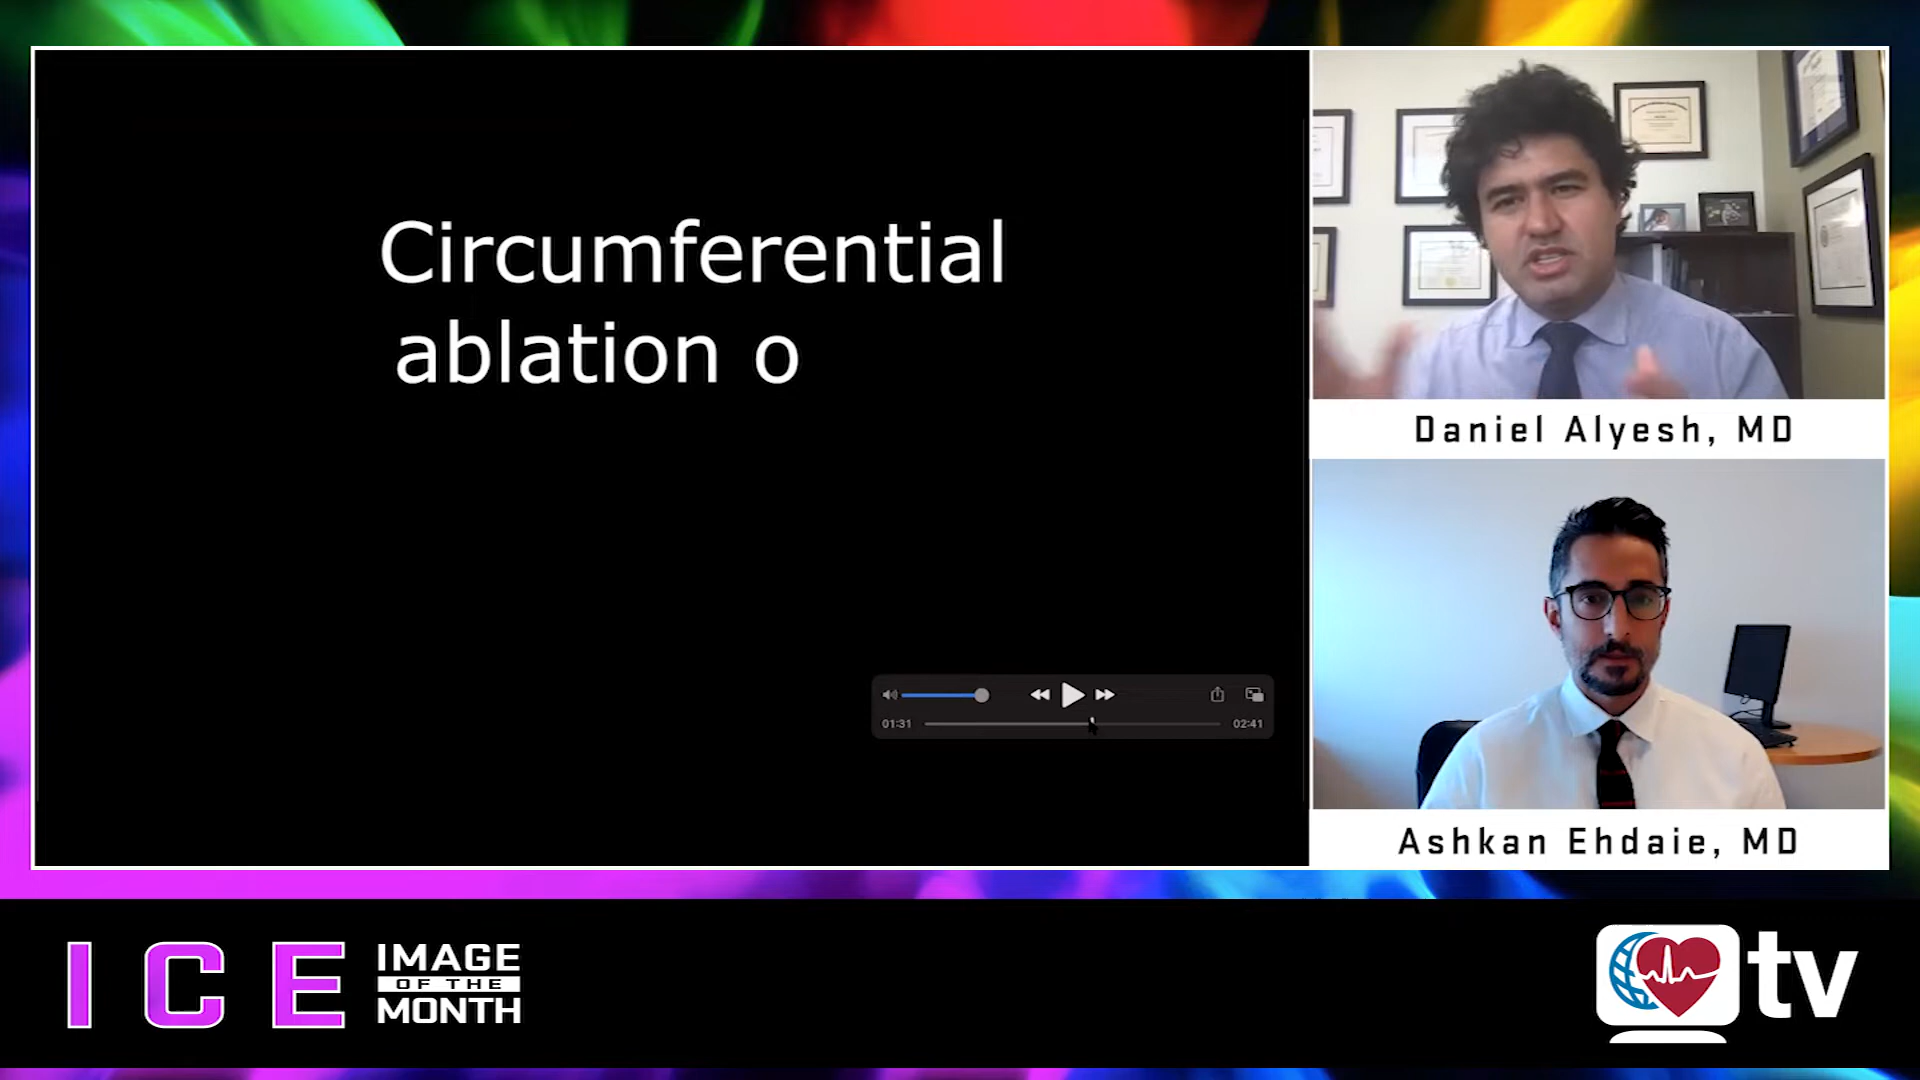 Circumferential
ablation o
01:31
02:41
Daniel Alyesh, MD
Ashkan Ehdaie, MD
ICE
IMAGE
OF THE
MONTH
tv